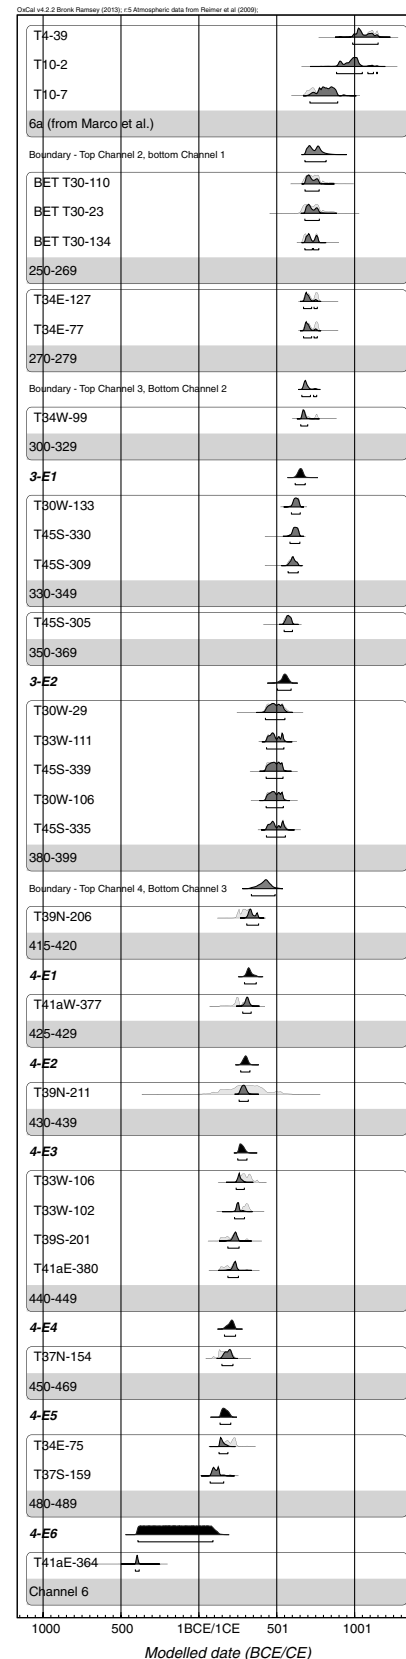 OxCal v4.2.2 Bronk Ramsey (2013); r:5 Atmospheric data from Reimer et al (2009);
T4-39
T10-2
T10-7
6a (from Marco et al.)
Boundary - Top Channel 2, bottom Channel 1
BET T30-110
BET T30-23
BET T30-134
250-269
T34E-127
T34E-77
270-279
Boundary - Top Channel 3, Bottom Channel 2
T34W-99
300-329
3-E1
T30W-133
T45S-330
T45S-309
330-349
T45S-305
350-369
3-E2
T30W-29
T33W-111
T45S-339
T30W-106
T45S-335
380-399
Boundary - Top Channel 4, Bottom Channel 3
T39N-206
415-420
4-E1
T41aW-377
425-429
4-E2
T39N-211
430-439
4-E3
T33W-106
T33W-102
T39S-201
T41aE-380
440-449
4-E4
T37N-154
450-469
4-E5
T34E-75
T37S-159
480-489
4-E6
T41aE-364
Channel 6
1000 500 1BCE/1CE 501 1001
Modelled date (BCE/CE)